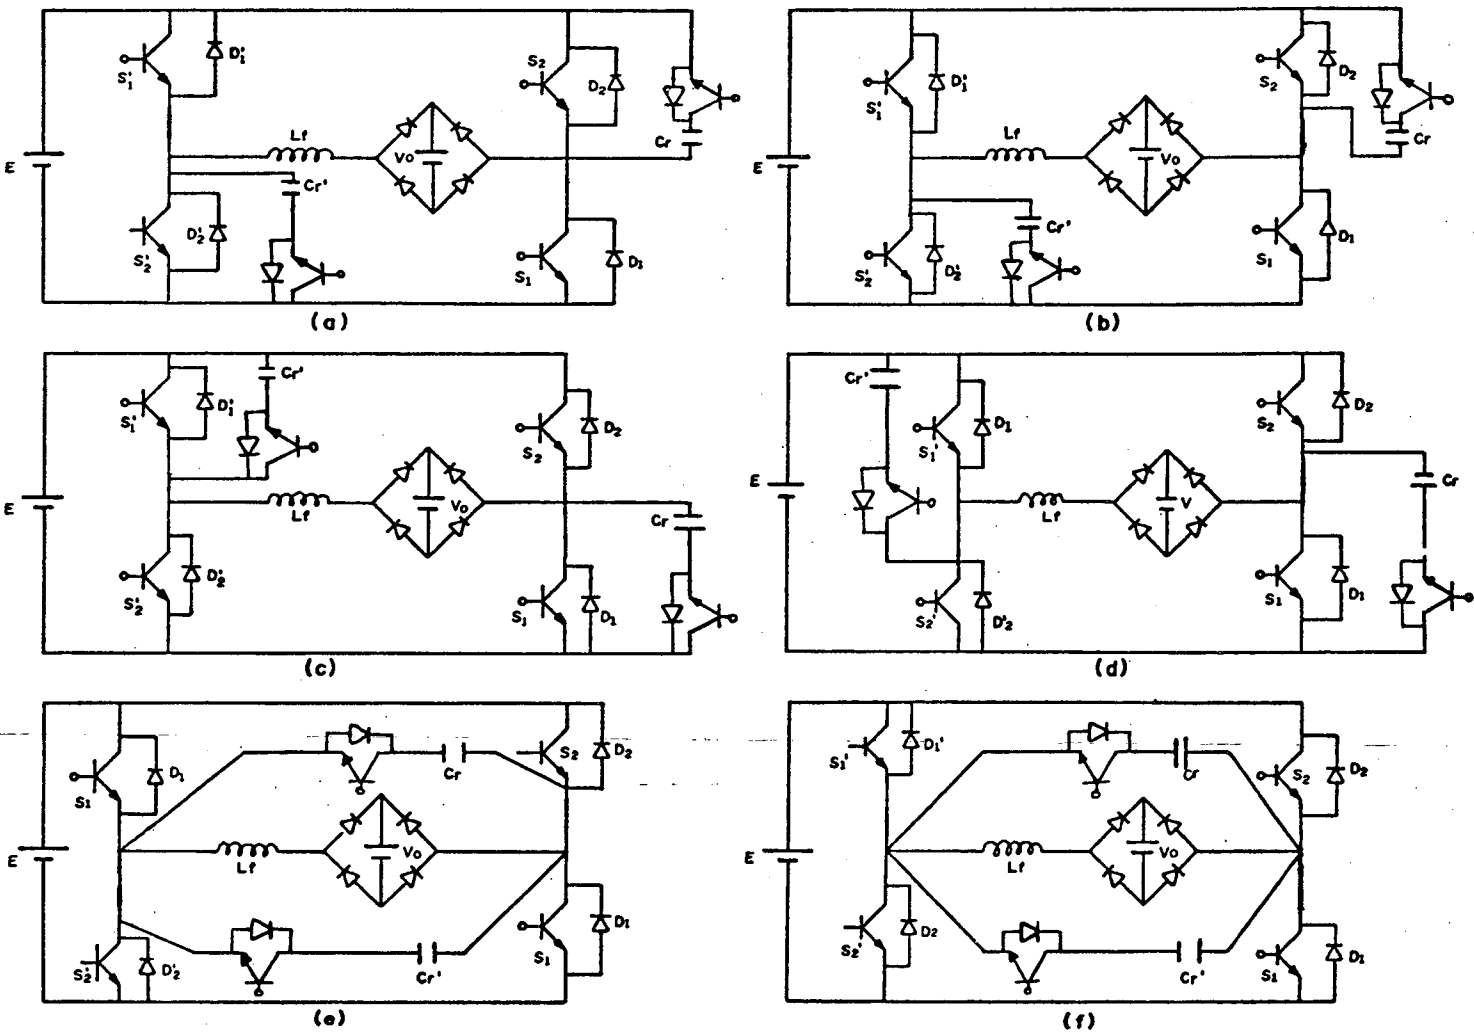 S1' D1' S2 D2 Cr
E Lf Vo
Cr' D2' S2' S1 D1
(a)
S1' D1' S2 D2 Cr
E Lf Vo
Cr' S2' D2' S1 D1
(b)
Cr' S1' D1' S2 D2
E Lf Vo Cr
S2' D2' S1 D1
(c)
Cr' S1' D1 S2 D2
E Lf V Cr
S2' D'2 S1 D1
(d)
S1 D1 Cr S2 D2
E Lf Vo
S2' D2' Cr' S1 D1
(e)
S1' D1' Cr S2 D2
E Lf Vo
S2' D2 Cr' S1 D1
(f)